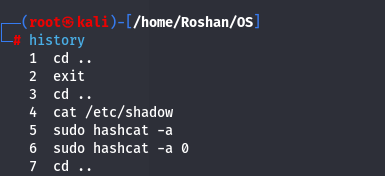 (root㉿kali)-[/home/Roshan/OS]
# history
1 cd ..
2 exit
3 cd ..
4 cat /etc/shadow
5 sudo hashcat -a
6 sudo hashcat -a 0
7 cd ..